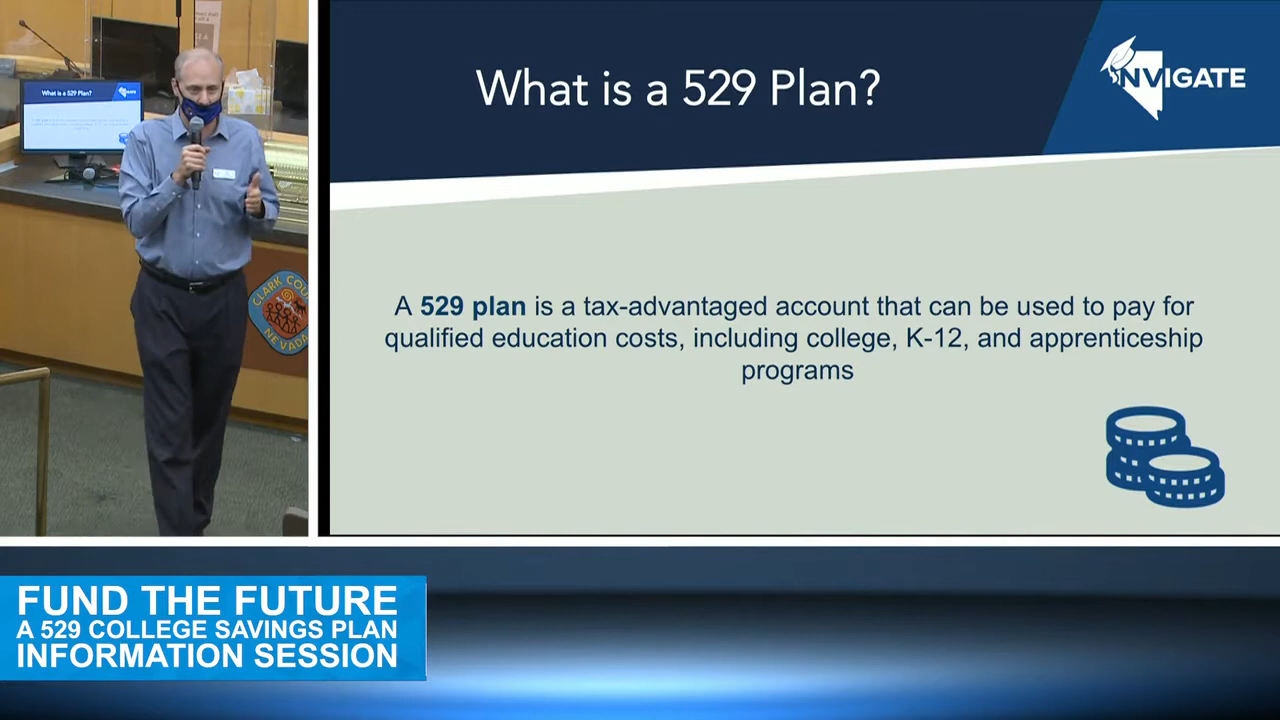 What is a 529 Plan?
NVIGATE
What is a 529 Plan?
A 529 plan is a tax-advantaged account that can be used to pay for
qualified education costs, including college, K-12, and apprenticeship
programs
CLARK COU
NEVADA
FUND THE FUTURE
A 529 COLLEGE SAVINGS PLAN
INFORMATION SESSION